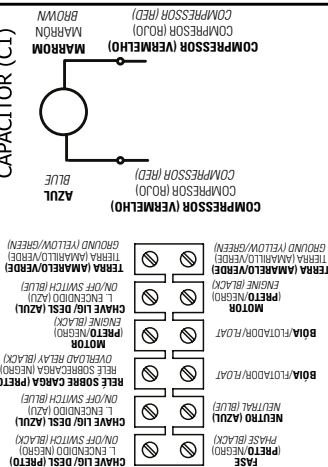 FASE
(PRETO/NEGRO)
PHASE (BLACK)
NEUTRO (AZUL)
NEUTRAL (BLUE)
BÓIA/FLOTADOR/FLOAT
BÓIA/FLOTADOR/FLOAT
MOTOR
(PRETO/NEGRO)
ENGINE (BLACK)
TERRA (AMARELO/VERDE)
TIERRA (AMARILLO/VERDE)
GROUND (YELLOW/GREEN)
CHAVE LIG/ DESL (PRETO)
L ENCENDIDO (NEGRO)
ON/OFF SWITCH (BLACK)
CHAVE LIG/ DESL (AZUL)
L ENCENDIDO (AZU)
ON/OFF SWITCH (BLUE)
RELÉ SOBRE CARGA (PRETO
RELÉ SOBRECARGA (NEGRO)
OVERLOAD RELAY (BLACK)
MOTOR
(PRETO/NEGRO)
ENGINE (BLACK)
CHAVE LIG/ DESL (AZUL)
L ENCENDIDO (AZU)
ON/OFF SWITCH (BLUE)
TERRA (AMARELO/VERDE)
TIERRA (AMARILLO/VERDE)
GROUND (YELLOW/GREEN)
COMPRESSOR (VERMELHO)
COMPRESSOR (ROJO)
COMPRESSOR (RED)
AZUL
BLUE
COMPRESSOR (VERMELHO)
COMPRESSOR (ROJO)
COMPRESSOR (RED)
MARROM
MARRÓN
BROWN
CAPACITOR (C1)